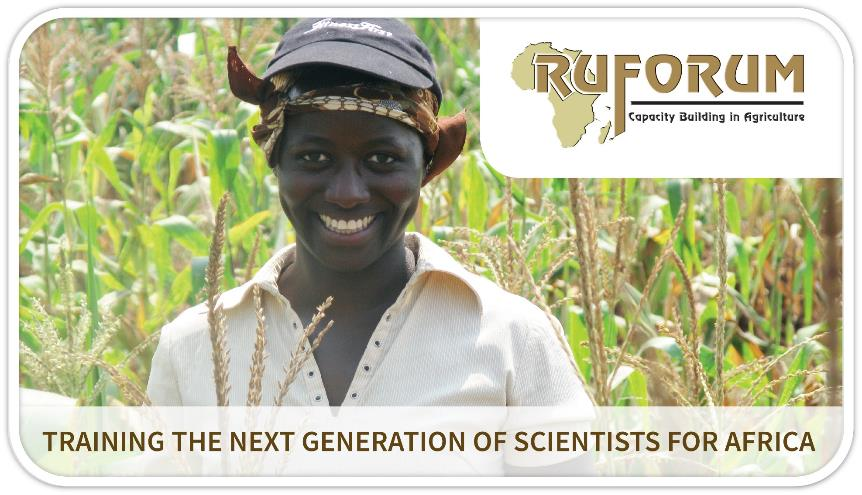 RUFORUM
Capacity Building in Agriculture
TRAINING THE NEXT GENERATION OF SCIENTISTS FOR AFRICA